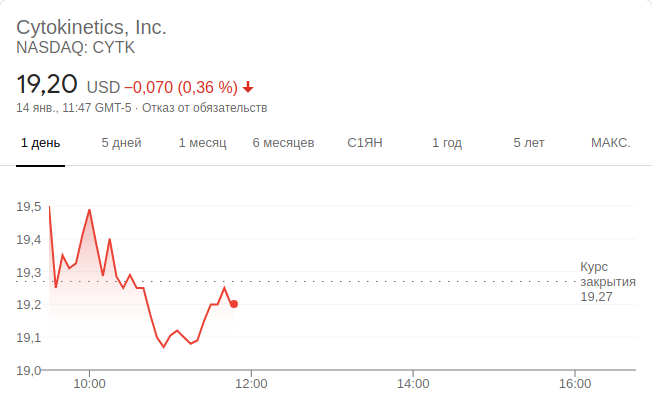 Cytokinetics, Inc.
NASDAQ: CYTK
19,20 USD −0,070 (0,36 %)
14 янв., 11:47 GMT-5 · Отказ от обязательств
1 день 5 дней 1 месяц 6 месяцев С1ЯН 1 год 5 лет МАКС.
19,5
19,4
19,3
Курс
закрытия
19,27
19,2
19,1
19,0
10:00 12:00 14:00 16:00